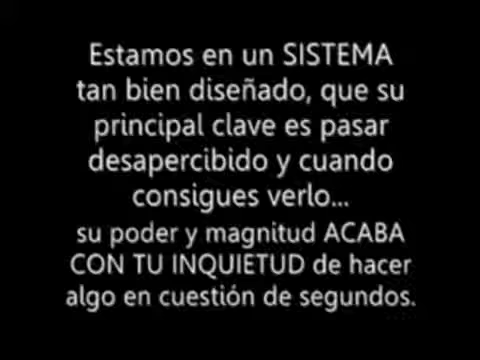 Estamos en un SISTEMA
tan bien diseñado, que su
principal clave es pasar
desapercibido y cuando
consigues verlo...
su poder y magnitud ACABA
CON TU INQUIETUD de hacer
algo en cuestión de segundos.